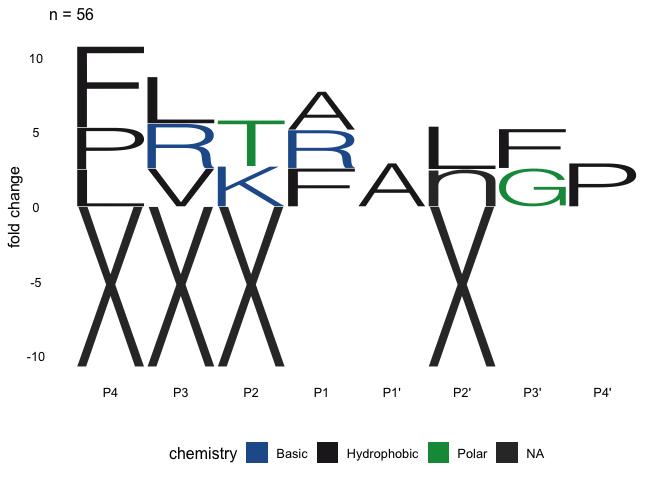 n = 56
fold change
10
5
0
-5
-10
F L A
P R T R L F
L V K F A n G P
X X X X
P4 P3 P2 P1 P1' P2' P3' P4'
chemistry Basic Hydrophobic Polar NA